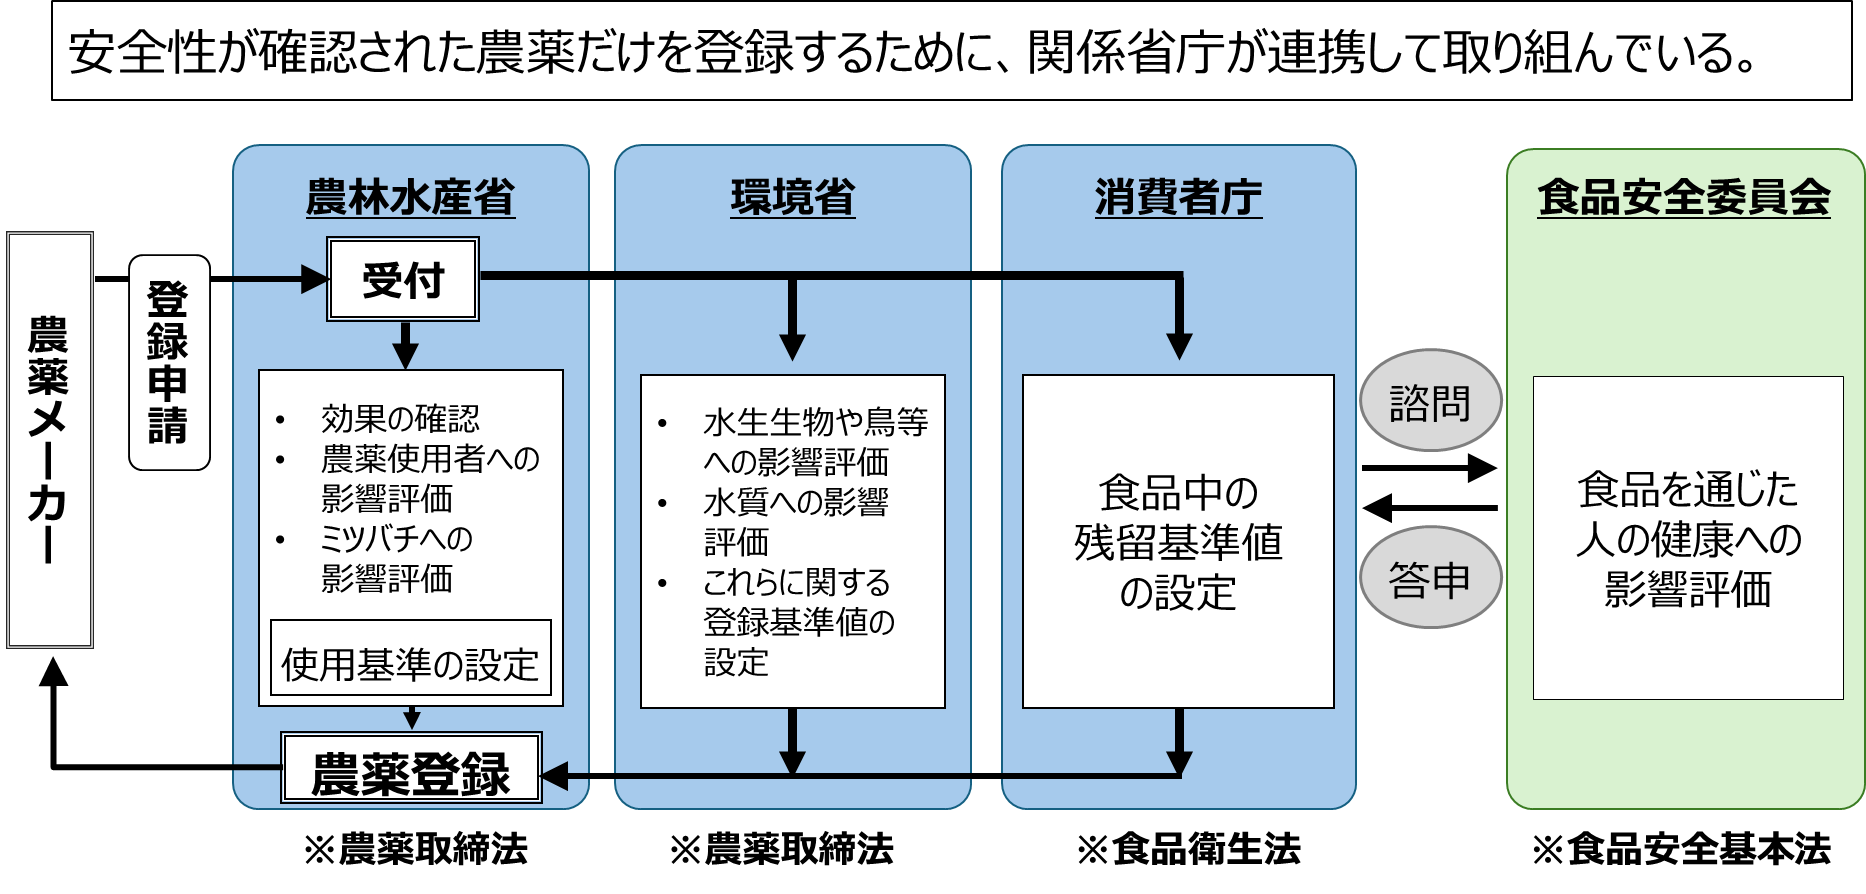 安全性が確認された農薬だけを登録するために、関係省庁が連携して取り組んでいる。
農薬メーカー
登録申請
農林水産省
受付
• 効果の確認
• 農薬使用者への
影響評価
• ミツバチへの
影響評価
使用基準の設定
農薬登録
※農薬取締法
環境省
• 水生生物や鳥等
への影響評価
• 水質への影響
評価
• これらに関する
登録基準値の
設定
※農薬取締法
消費者庁
食品中の
残留基準値
の設定
※食品衛生法
諮問
答申
食品安全委員会
食品を通じた
人の健康への
影響評価
※食品安全基本法